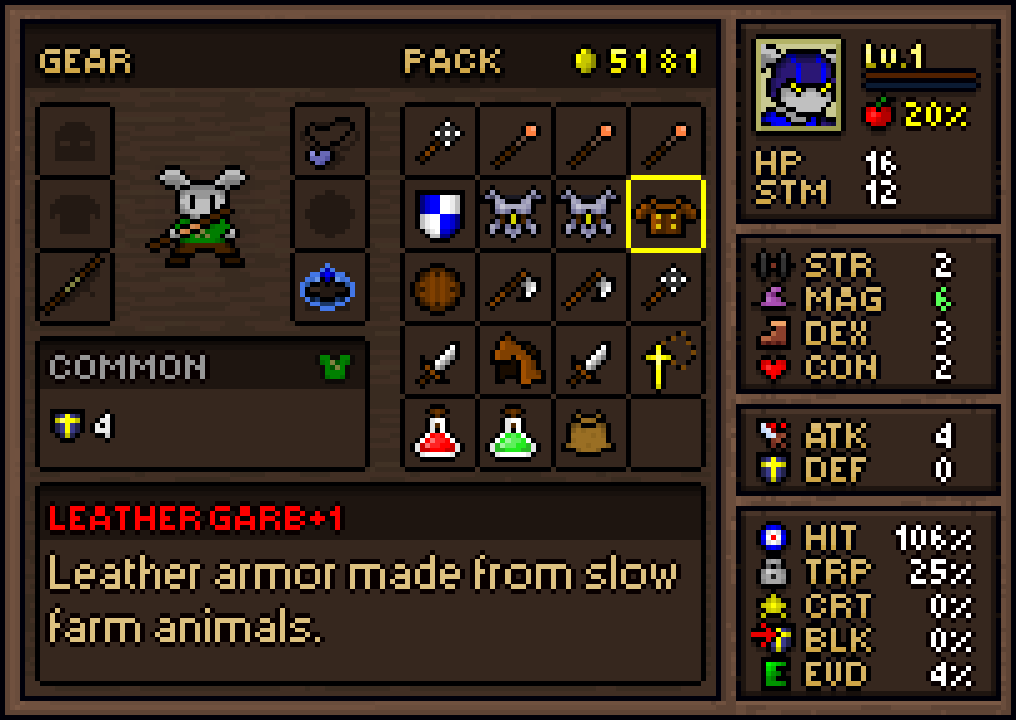 GEAR
PACK 5181
COMMON
4
LEATHER GARB+1
Leather armor made from slow
farm animals.
Lv.1
20%
HP 16
STM 12
STR 2
MAG 6
DEX 3
CON 2
ATK 4
DEF 0
HIT 106%
TRP 25%
CRT 0%
BLK 0%
E EVD 4%